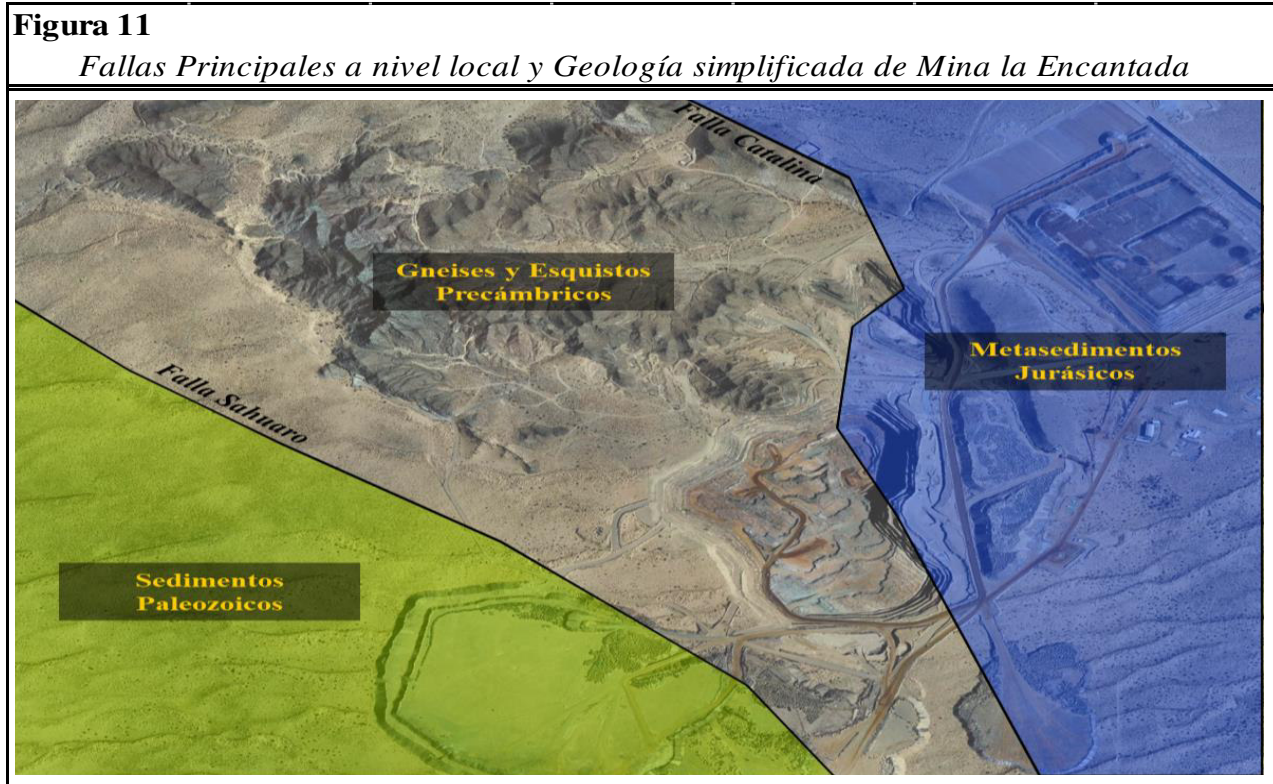 Figura 11
Fallas Principales a nivel local y Geología simplificada de Mina la Encantada
Falla Catalina
Gneises y Esquistos
Precámbricos
Metasedimentos
Jurásicos
Falla Sahuaro
Sedimentos
Paleozoicos